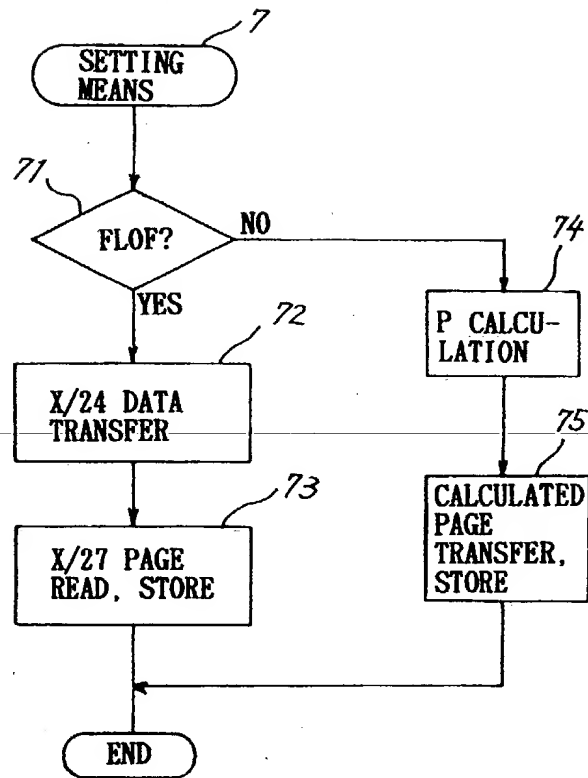 7
SETTING
MEANS
71
FLOF?
NO
YES
72
X/24 DATA
TRANSFER
73
X/27 PAGE
READ, STORE
74
P CALCU-
LATION
75
CALCULATED
PAGE
TRANSFER,
STORE
END